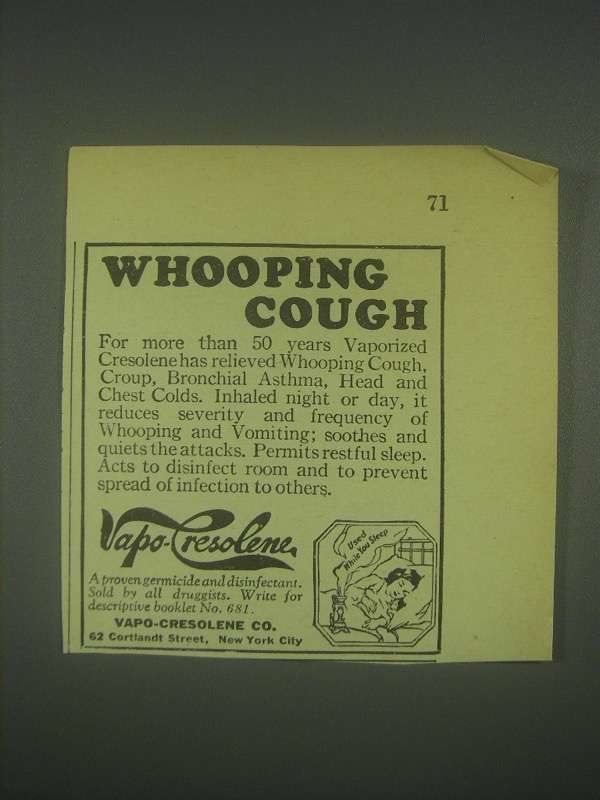 71
WHOOPING
COUGH
For more than 50 years Vaporized
Cresolene has relieved Whooping Cough,
Croup, Bronchial Asthma, Head and
Chest Colds. Inhaled night or day, it
reduces severity and frequency of
Whooping and Vomiting; soothes and
quiets the attacks. Permits restful sleep.
Acts to disinfect room and to prevent
spread of infection to others.
Vapo-Cresolene.
Used
While You Sleep
A proven germicide and disinfectant.
Sold by all druggists. Write for
descriptive booklet No. 681.
VAPO-CRESOLENE CO.
62 Cortlandt Street, New York City